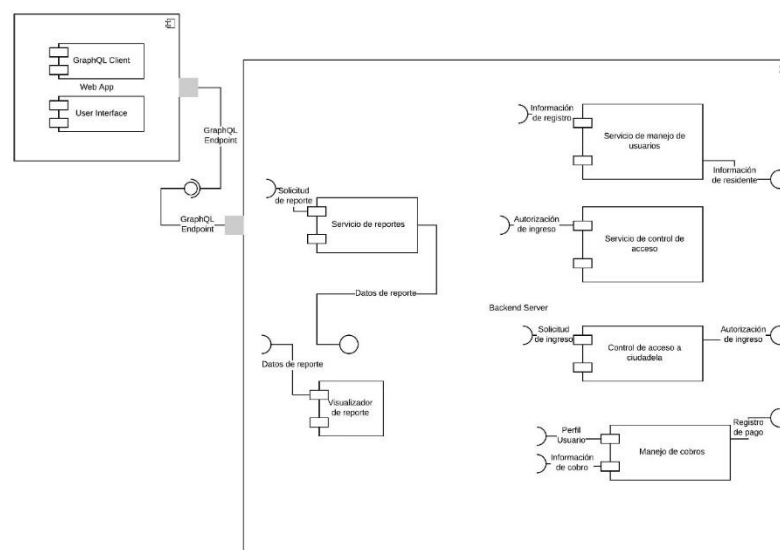 GraphQL Client
Web App
User Interface
GraphQL
Endpoint
GraphQL
Endpoint
Solicitud
de reporte
Servicio de reportes
Datos de reporte
Datos de reporte
Visualizador
de reporte
Información
de registro
Servicio de manejo de
usuarios
Información
de residente
Autorización
de ingreso
Servicio de control de
acceso
Backend Server
Solicitud
de ingreso
Control de acceso a
ciudadela
Autorización
de ingreso
Perfil
Usuario
Información
de cobro
Manejo de cobros
Registro
de pago